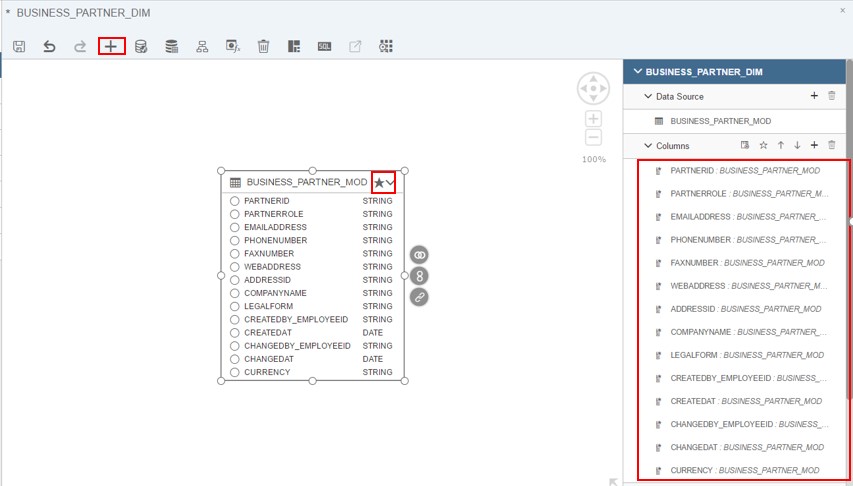 * BUSINESS_PARTNER_DIM
×
SQL
BUSINESS_PARTNER_DIM
Data Source
BUSINESS_PARTNER_MOD
Columns
100%
BUSINESS_PARTNER_MOD
PARTNERID STRING
PARTNERROLE STRING
EMAILADDRESS STRING
PHONENUMBER STRING
FAXNUMBER STRING
WEBADDRESS STRING
ADDRESSID STRING
COMPANYNAME STRING
LEGALFORM STRING
CREATEDBY_EMPLOYEEID STRING
CREATEDAT DATE
CHANGEDBY_EMPLOYEEID STRING
CHANGEDAT DATE
CURRENCY STRING
PARTNERID : BUSINESS_PARTNER_MOD
PARTNERROLE : BUSINESS_PARTNER_M...
EMAILADDRESS : BUSINESS_PARTNER_...
PHONENUMBER : BUSINESS_PARTNER_...
FAXNUMBER : BUSINESS_PARTNER_MOD
WEBADDRESS : BUSINESS_PARTNER_M...
ADDRESSID : BUSINESS_PARTNER_MOD
COMPANYNAME : BUSINESS_PARTNER_...
LEGALFORM : BUSINESS_PARTNER_MOD
CREATEDBY_EMPLOYEEID : BUSINESS_...
CREATEDAT : BUSINESS_PARTNER_MOD
CHANGEDBY_EMPLOYEEID : BUSINESS_...
CHANGEDAT : BUSINESS_PARTNER_MOD
CURRENCY : BUSINESS_PARTNER_MOD